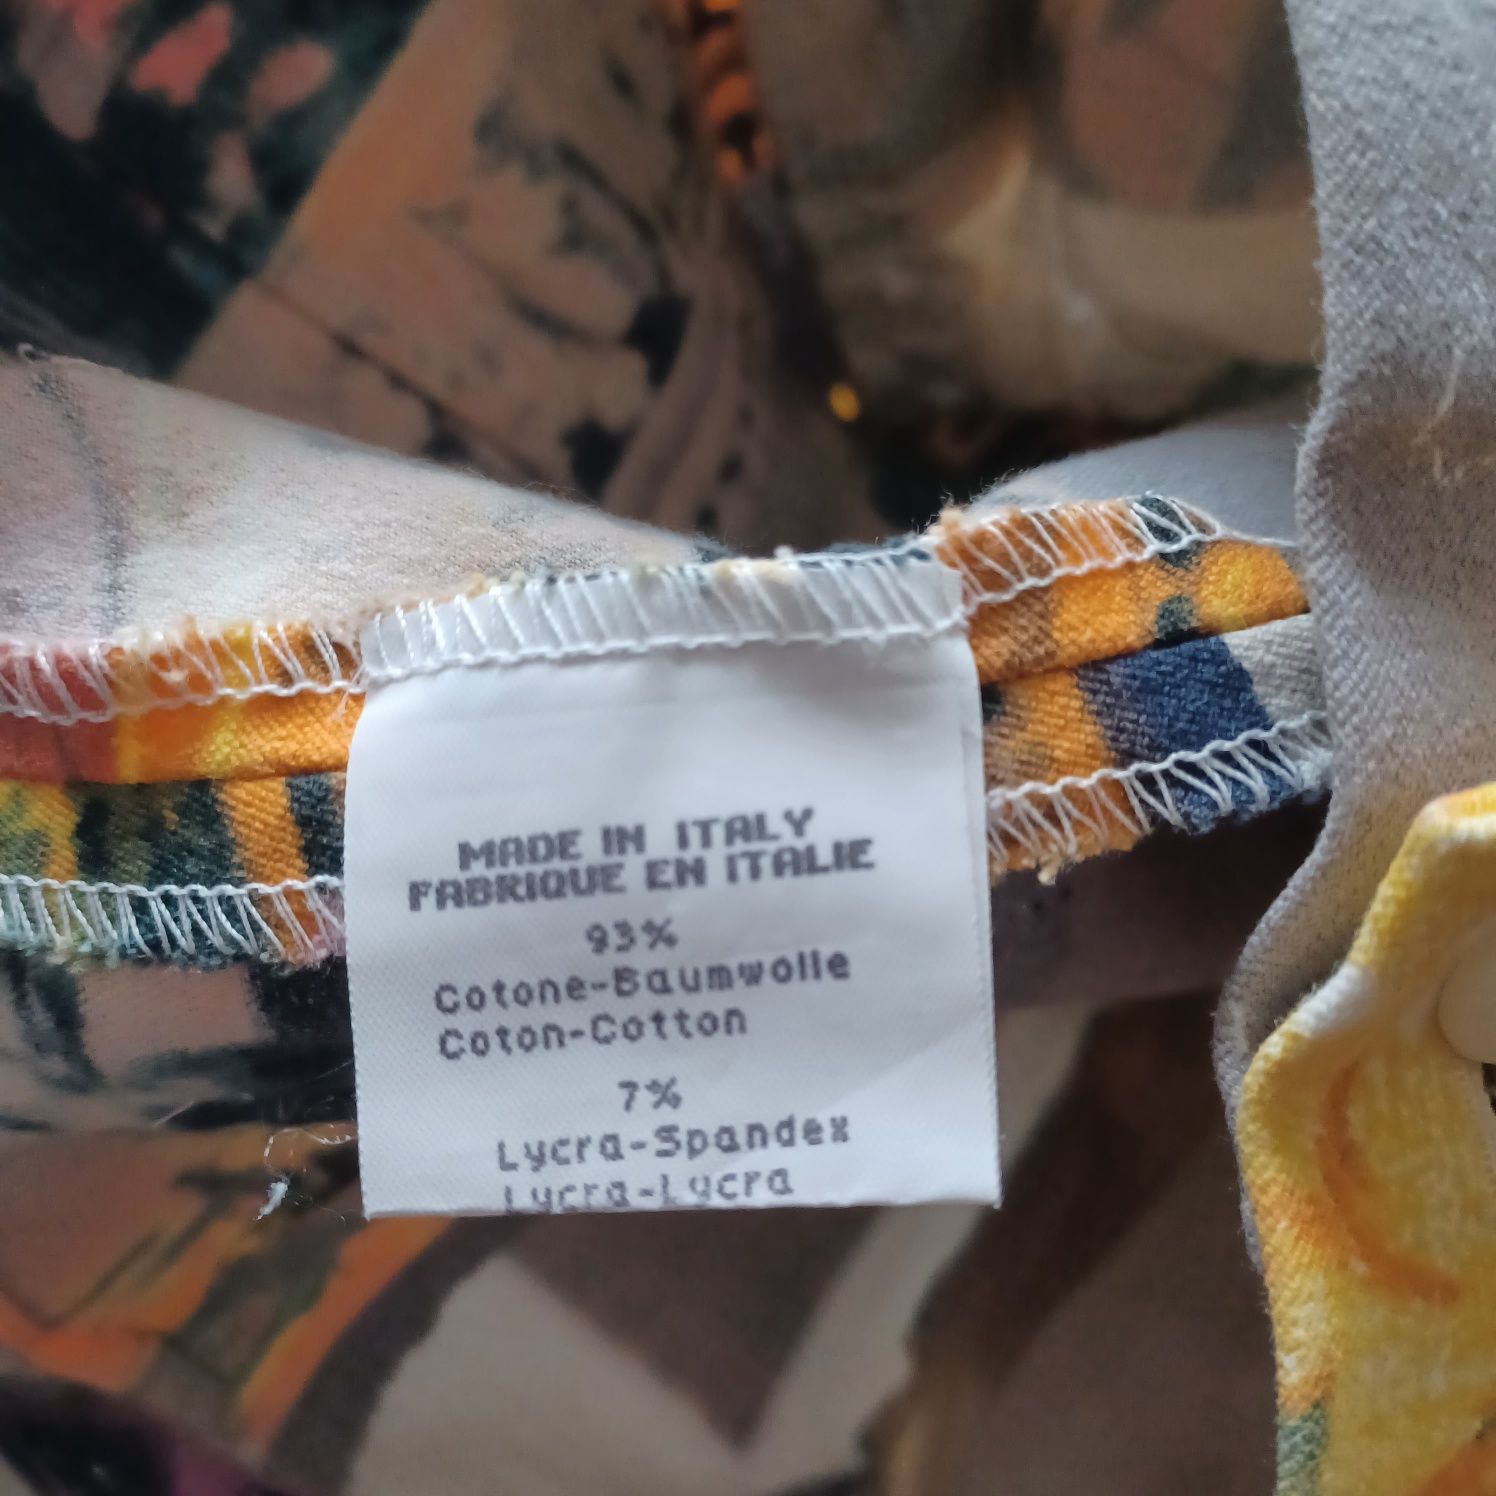 MADE IN ITALY
FABRIQUE EN ITALIE
93%
Cotone-Baumwolle
Coton-Cotton
7%
Lycra-Spandex
Lycra-Lycra